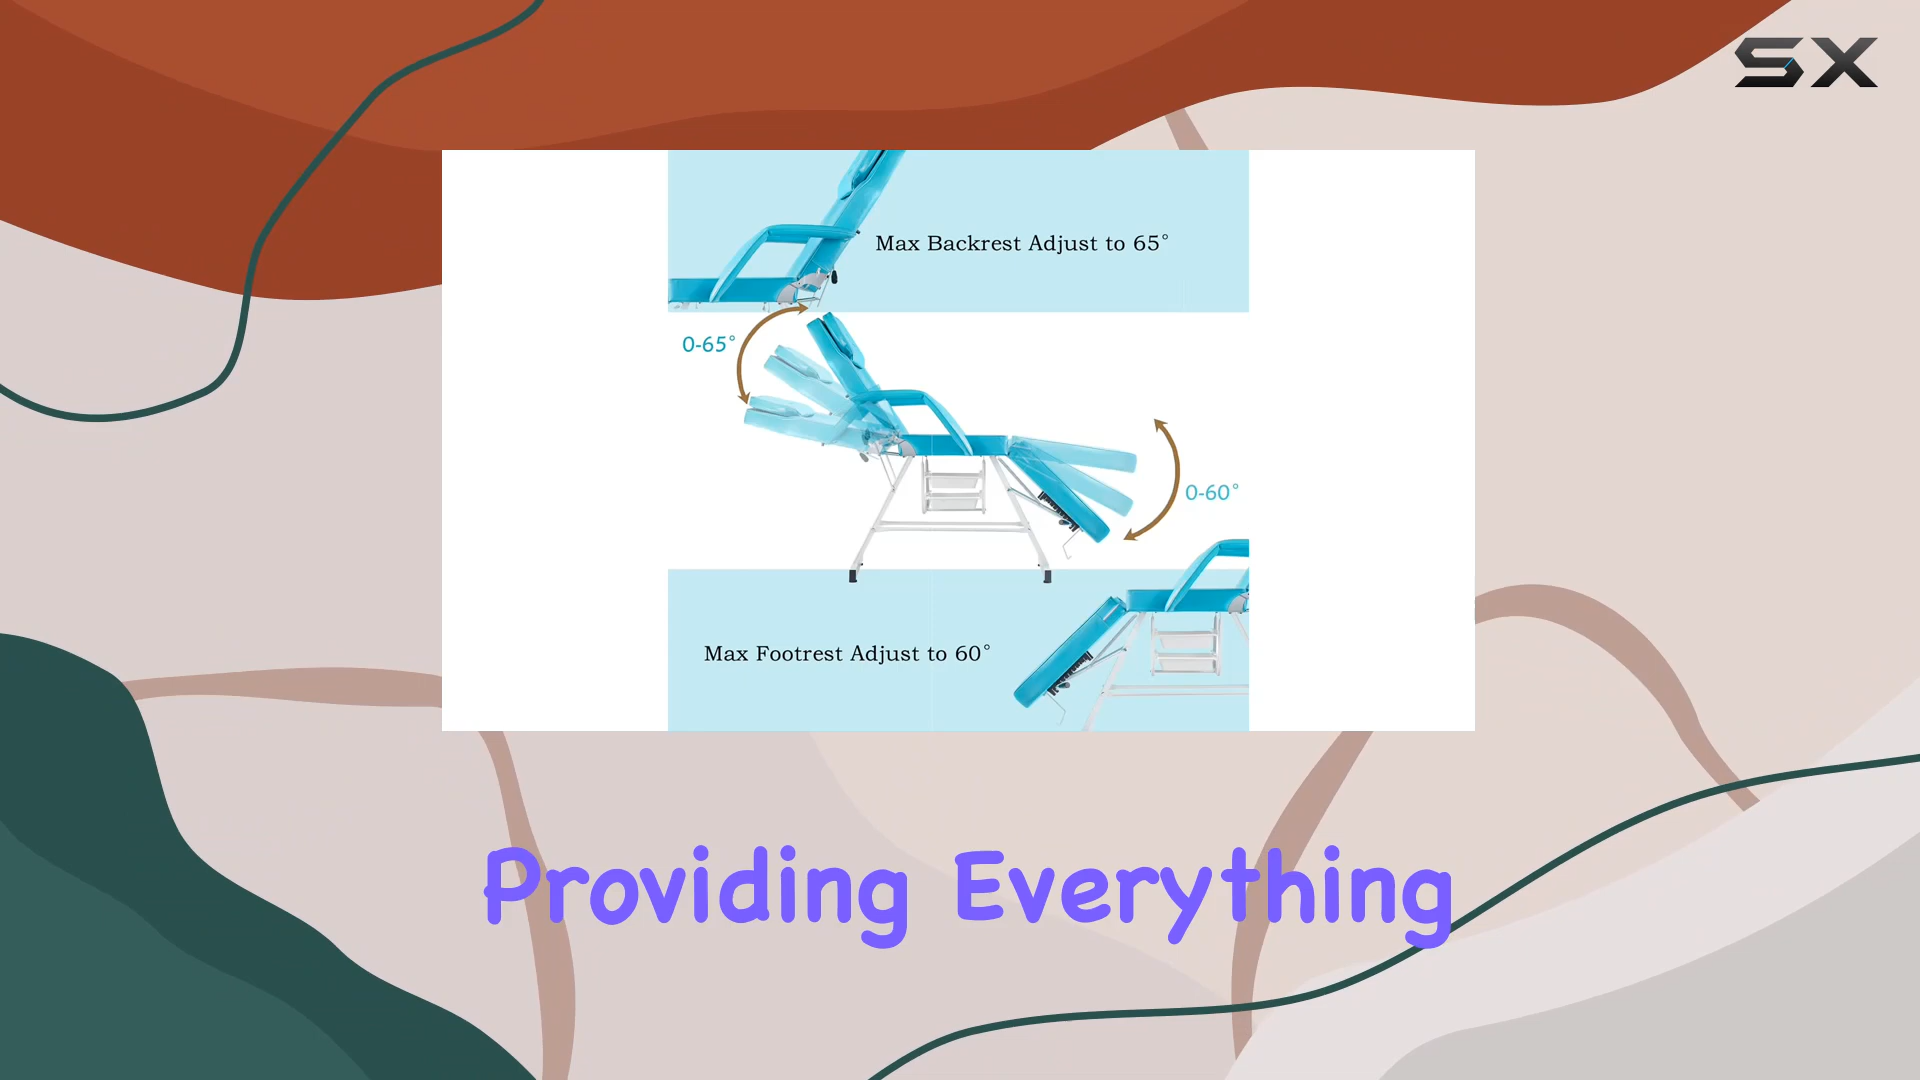 SX
Max Backrest Adjust to 65°
0-65°
0-60°
Max Footrest Adjust to 60°
Providing Everything